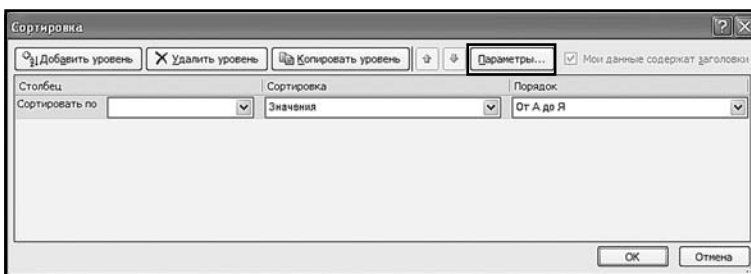 Сортировка
Добавить уровень Удалить уровень Копировать уровень Параметры... Мои данные содержат заголовки
Столбец Сортировка Порядок
Сортировать по Значения От А до Я
ОК Отмена